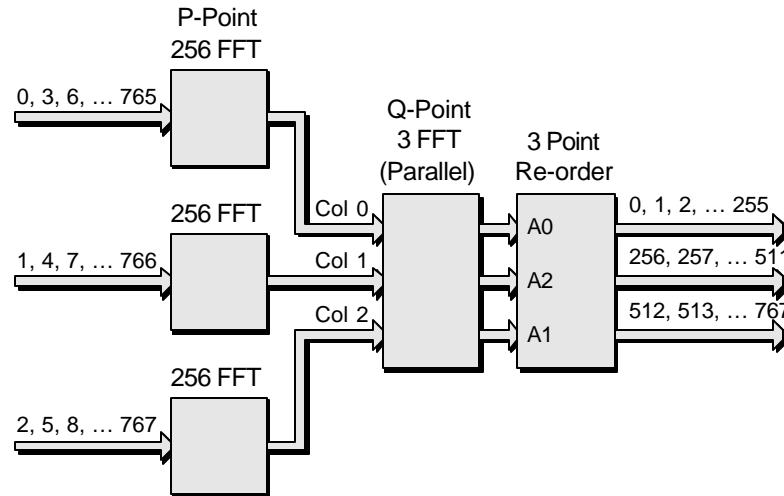 P-Point
256 FFT
0, 3, 6, … 765
Q-Point
3 FFT
(Parallel)
3 Point
Re-order
256 FFT
Col 0
0, 1, 2, … 255
A0
1, 4, 7, … 766
Col 1
256, 257, … 511
A2
Col 2
512, 513, … 767
A1
256 FFT
2, 5, 8, … 767